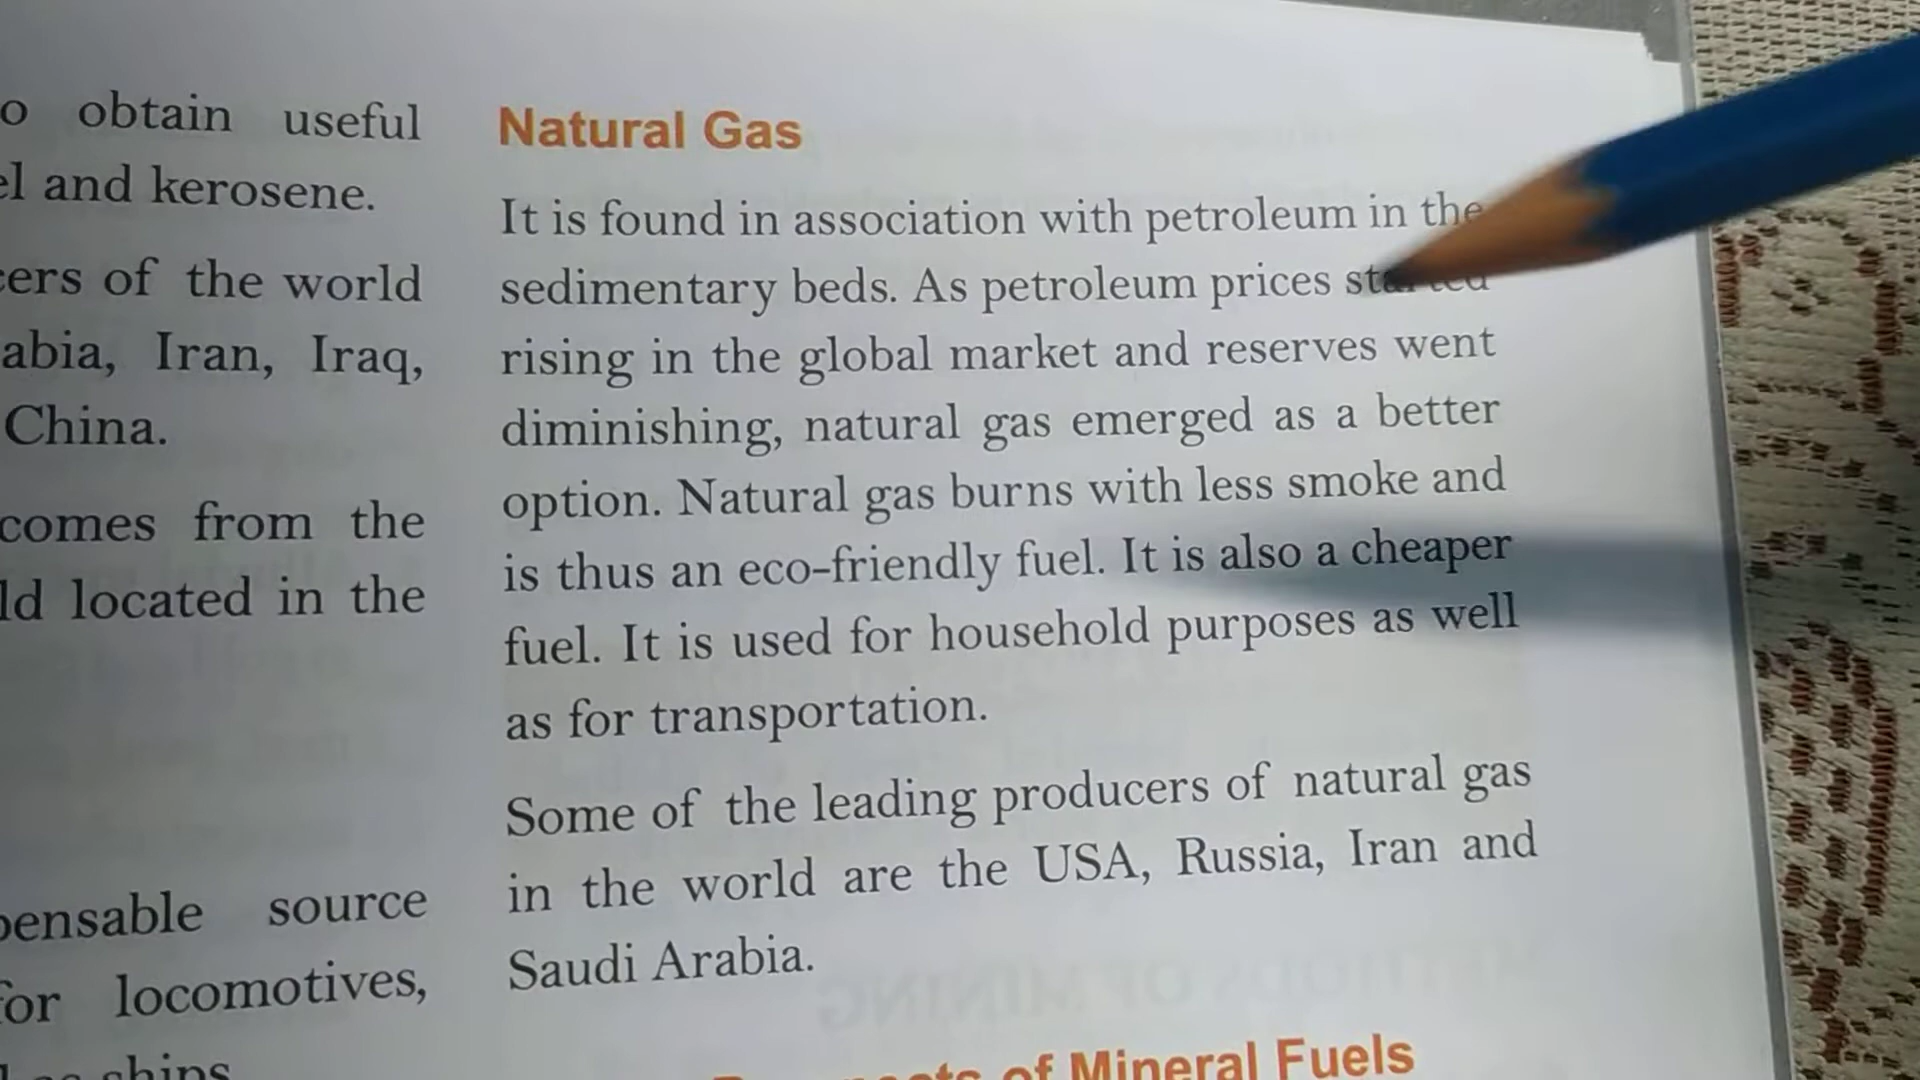 o obtain useful
el and kerosene.
ers of the world
abia, Iran, Iraq,
China.
comes from the
ld located in the
pensable source
for locomotives,
ships
Natural Gas
It is found in association with petroleum in the
sedimentary beds. As petroleum prices started
rising in the global market and reserves went
diminishing, natural gas emerged as a better
option. Natural gas burns with less smoke and
is thus an eco-friendly fuel. It is also a cheaper
fuel. It is used for household purposes as well
as for transportation.
Some of the leading producers of natural gas
in the world are the USA, Russia, Iran and
Saudi Arabia.
of Mineral Fuels